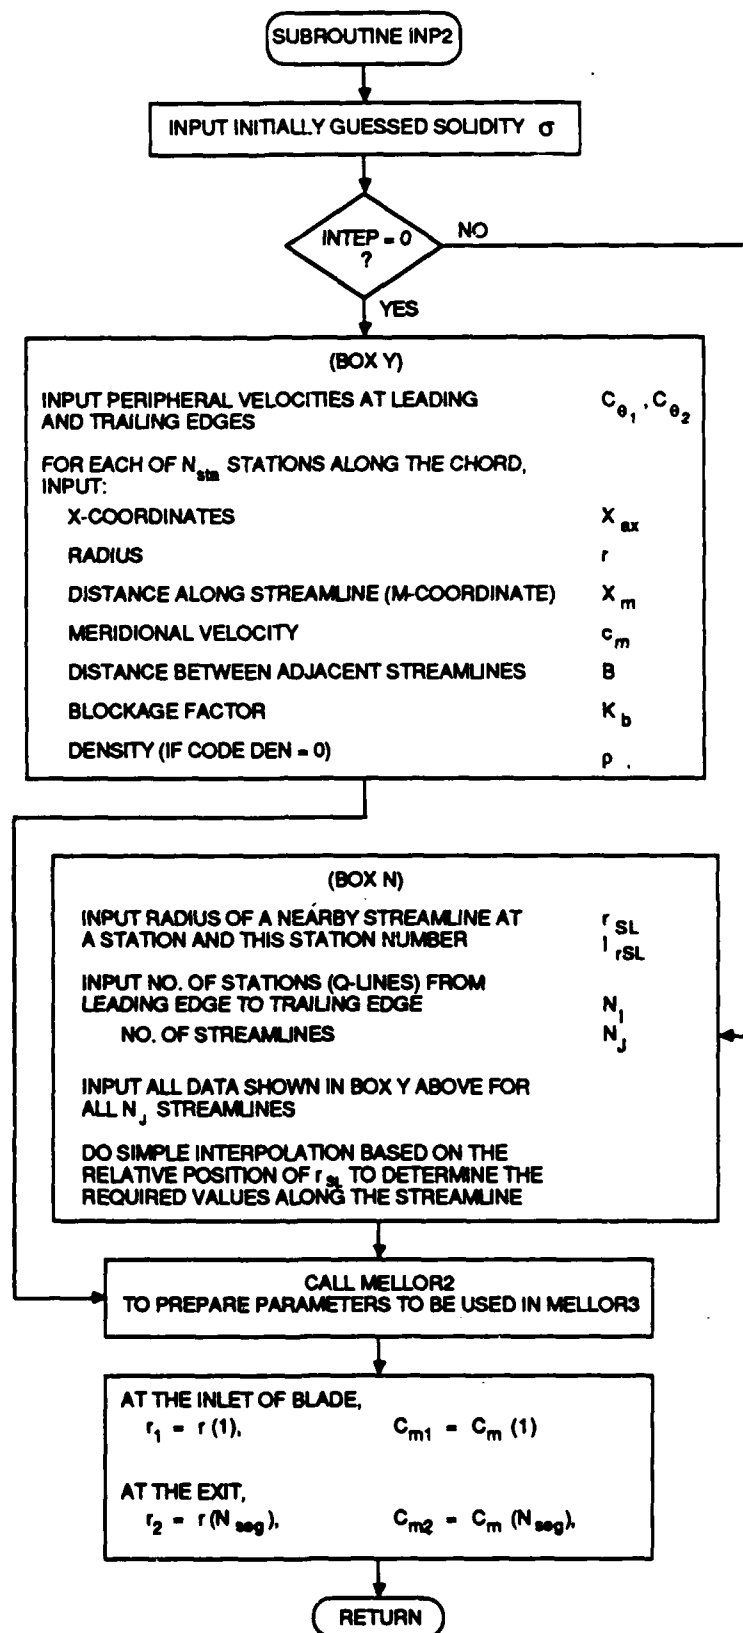 SUBROUTINE INP2
INPUT INITIALLY GUESSED SOLIDITY σ
INTEP = 0
?
NO
YES
(BOX Y)
INPUT PERIPHERAL VELOCITIES AT LEADING C_θ1 , C_θ2
AND TRAILING EDGES
FOR EACH OF N_sta STATIONS ALONG THE CHORD,
INPUT:
X-COORDINATES X_ax
RADIUS r
DISTANCE ALONG STREAMLINE (M-COORDINATE) X_m
MERIDIONAL VELOCITY c_m
DISTANCE BETWEEN ADJACENT STREAMLINES B
BLOCKAGE FACTOR K_b
DENSITY (IF CODE DEN = 0) ρ .
(BOX N)
INPUT RADIUS OF A NEARBY STREAMLINE AT r_SL
A STATION AND THIS STATION NUMBER I_rSL
INPUT NO. OF STATIONS (Q-LINES) FROM
LEADING EDGE TO TRAILING EDGE N_I
NO. OF STREAMLINES N_J
INPUT ALL DATA SHOWN IN BOX Y ABOVE FOR
ALL N_J STREAMLINES
DO SIMPLE INTERPOLATION BASED ON THE
RELATIVE POSITION OF r_SL TO DETERMINE THE
REQUIRED VALUES ALONG THE STREAMLINE
CALL MELLOR2
TO PREPARE PARAMETERS TO BE USED IN MELLOR3
AT THE INLET OF BLADE,
r_1 = r (1), C_m1 = C_m (1)
AT THE EXIT,
r_2 = r (N_seg), C_m2 = C_m (N_seg),
RETURN